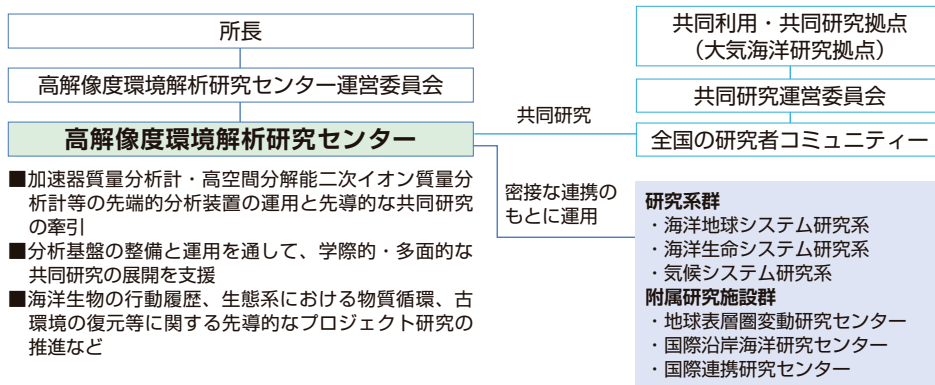 所長
高解像度環境解析研究センター運営委員会
高解像度環境解析研究センター
■加速器質量分析計・高空間分解能二次イオン質量分
析計等の先端的分析装置の運用と先導的な共同研究
の牽引
■分析基盤の整備と運用を通して、学際的・多面的な
共同研究の展開を支援
■海洋生物の行動履歴、生態系における物質循環、古
環境の復元等に関する先導的なプロジェクト研究の
推進など
共同研究
密接な連携の
もとに運用
共同利用・共同研究拠点
（大気海洋研究拠点）
共同研究運営委員会
全国の研究者コミュニティー
研究系群
・海洋地球システム研究系
・海洋生命システム研究系
・気候システム研究系
附属研究施設群
・地球表層圏変動研究センター
・国際沿岸海洋研究センター
・国際連携研究センター